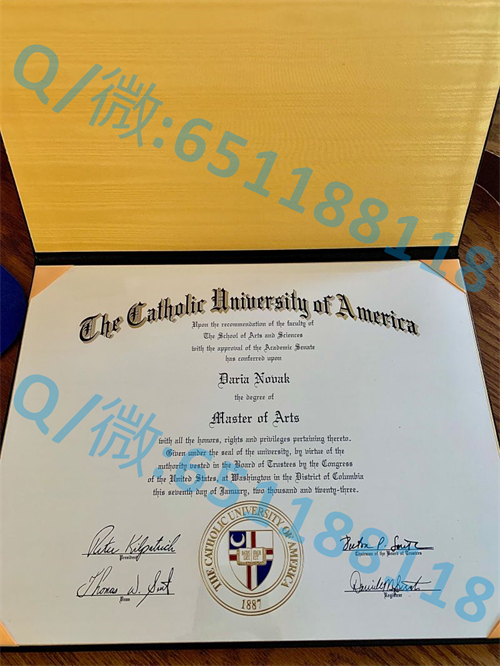 Q/微:651188118
The Catholic University of America
Upon the recommendation of the faculty of
The School of Arts and Sciences
with the approval of the Academic Senate
has conferred upon
Daria Novak
the degree of
Master of Arts
with all the honors, rights and privileges pertaining thereto.
Given under the seal of the university, by virtue of the
authority vested in the Board of Trustees by the Congress
of the United States, at Washington in the District of Columbia
this seventh day of January, two thousand and twenty-three.
Q/微:651188118
Peter Kilpatrick
President
Chairman of the Board of Trustees
THE CATHOLIC UNIVERSITY OF AMERICA
1887
Dean
Registrar